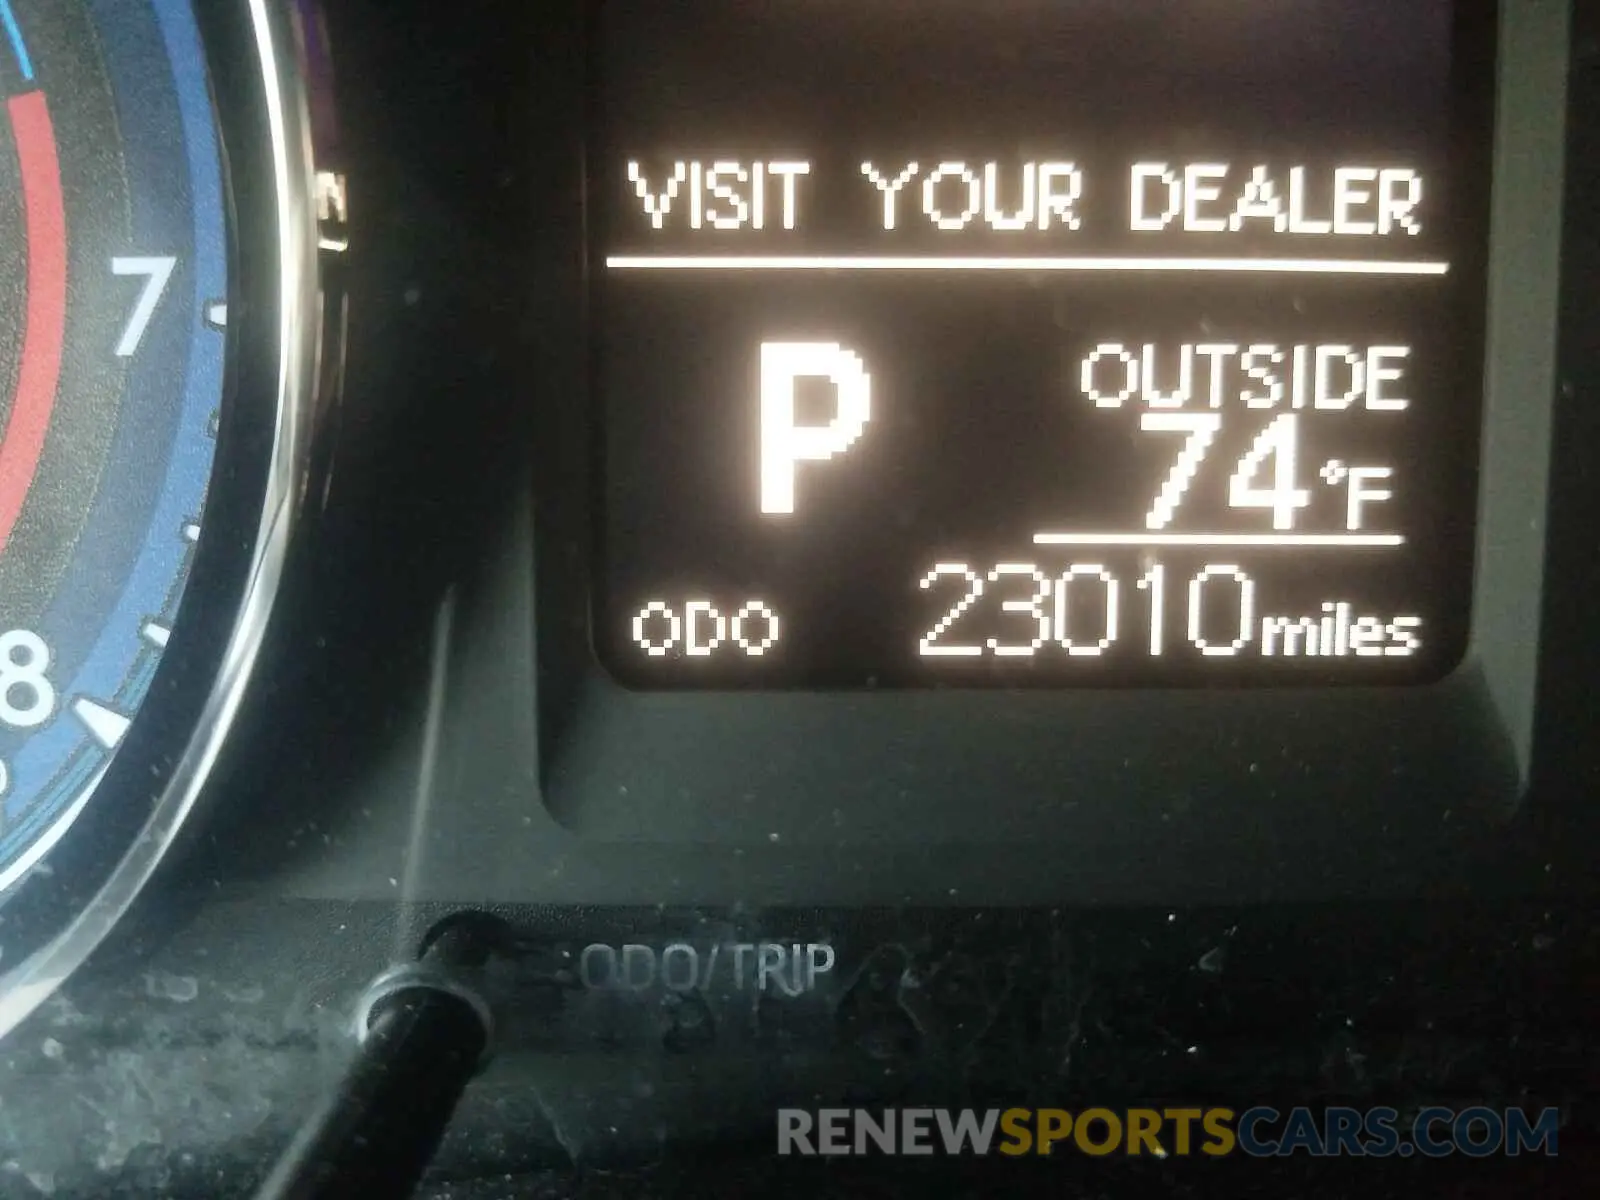 VISIT YOUR DEALER
7
P
OUTSIDE
74°F
ODO 23010 miles
8
ODO/TRIP
RENEWSPORTSCARS.COM